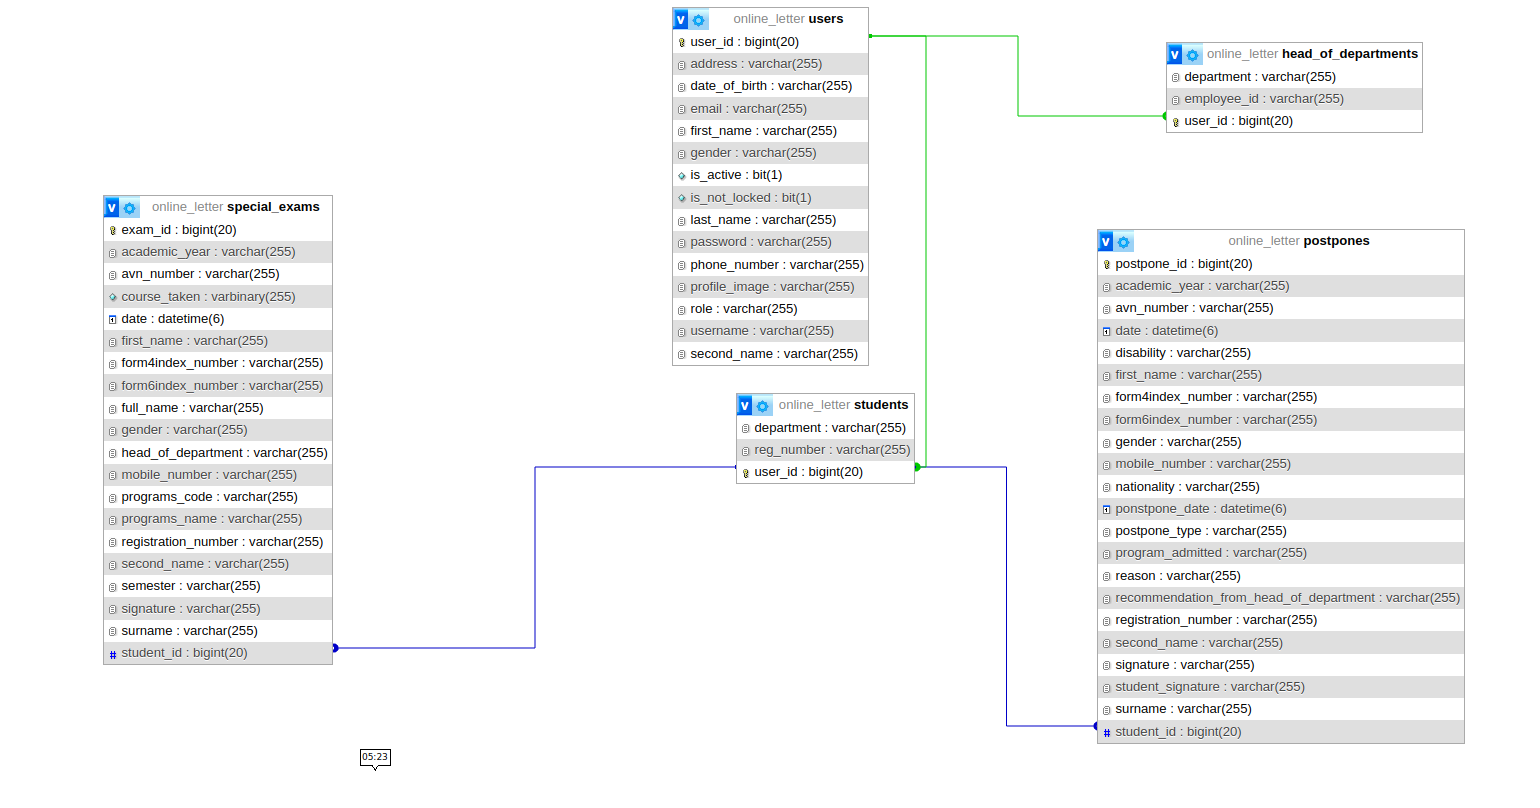 online_letter users
user_id : bigint(20)
address : varchar(255)
date_of_birth : varchar(255)
email : varchar(255)
first_name : varchar(255)
gender : varchar(255)
is_active : bit(1)
is_not_locked : bit(1)
last_name : varchar(255)
password : varchar(255)
phone_number : varchar(255)
profile_image : varchar(255)
role : varchar(255)
username : varchar(255)
second_name : varchar(255)
online_letter head_of_departments
department : varchar(255)
employee_id : varchar(255)
user_id : bigint(20)
online_letter special_exams
exam_id : bigint(20)
academic_year : varchar(255)
avn_number : varchar(255)
course_taken : varbinary(255)
date : datetime(6)
first_name : varchar(255)
form4index_number : varchar(255)
form6index_number : varchar(255)
full_name : varchar(255)
gender : varchar(255)
head_of_department : varchar(255)
mobile_number : varchar(255)
programs_code : varchar(255)
programs_name : varchar(255)
registration_number : varchar(255)
second_name : varchar(255)
semester : varchar(255)
signature : varchar(255)
surname : varchar(255)
student_id : bigint(20)
online_letter students
department : varchar(255)
reg_number : varchar(255)
user_id : bigint(20)
online_letter postpones
postpone_id : bigint(20)
academic_year : varchar(255)
avn_number : varchar(255)
date : datetime(6)
disability : varchar(255)
first_name : varchar(255)
form4index_number : varchar(255)
form6index_number : varchar(255)
gender : varchar(255)
mobile_number : varchar(255)
nationality : varchar(255)
ponstpone_date : datetime(6)
postpone_type : varchar(255)
program_admitted : varchar(255)
reason : varchar(255)
recommendation_from_head_of_department : varchar(255)
registration_number : varchar(255)
second_name : varchar(255)
signature : varchar(255)
student_signature : varchar(255)
surname : varchar(255)
student_id : bigint(20)
05:23